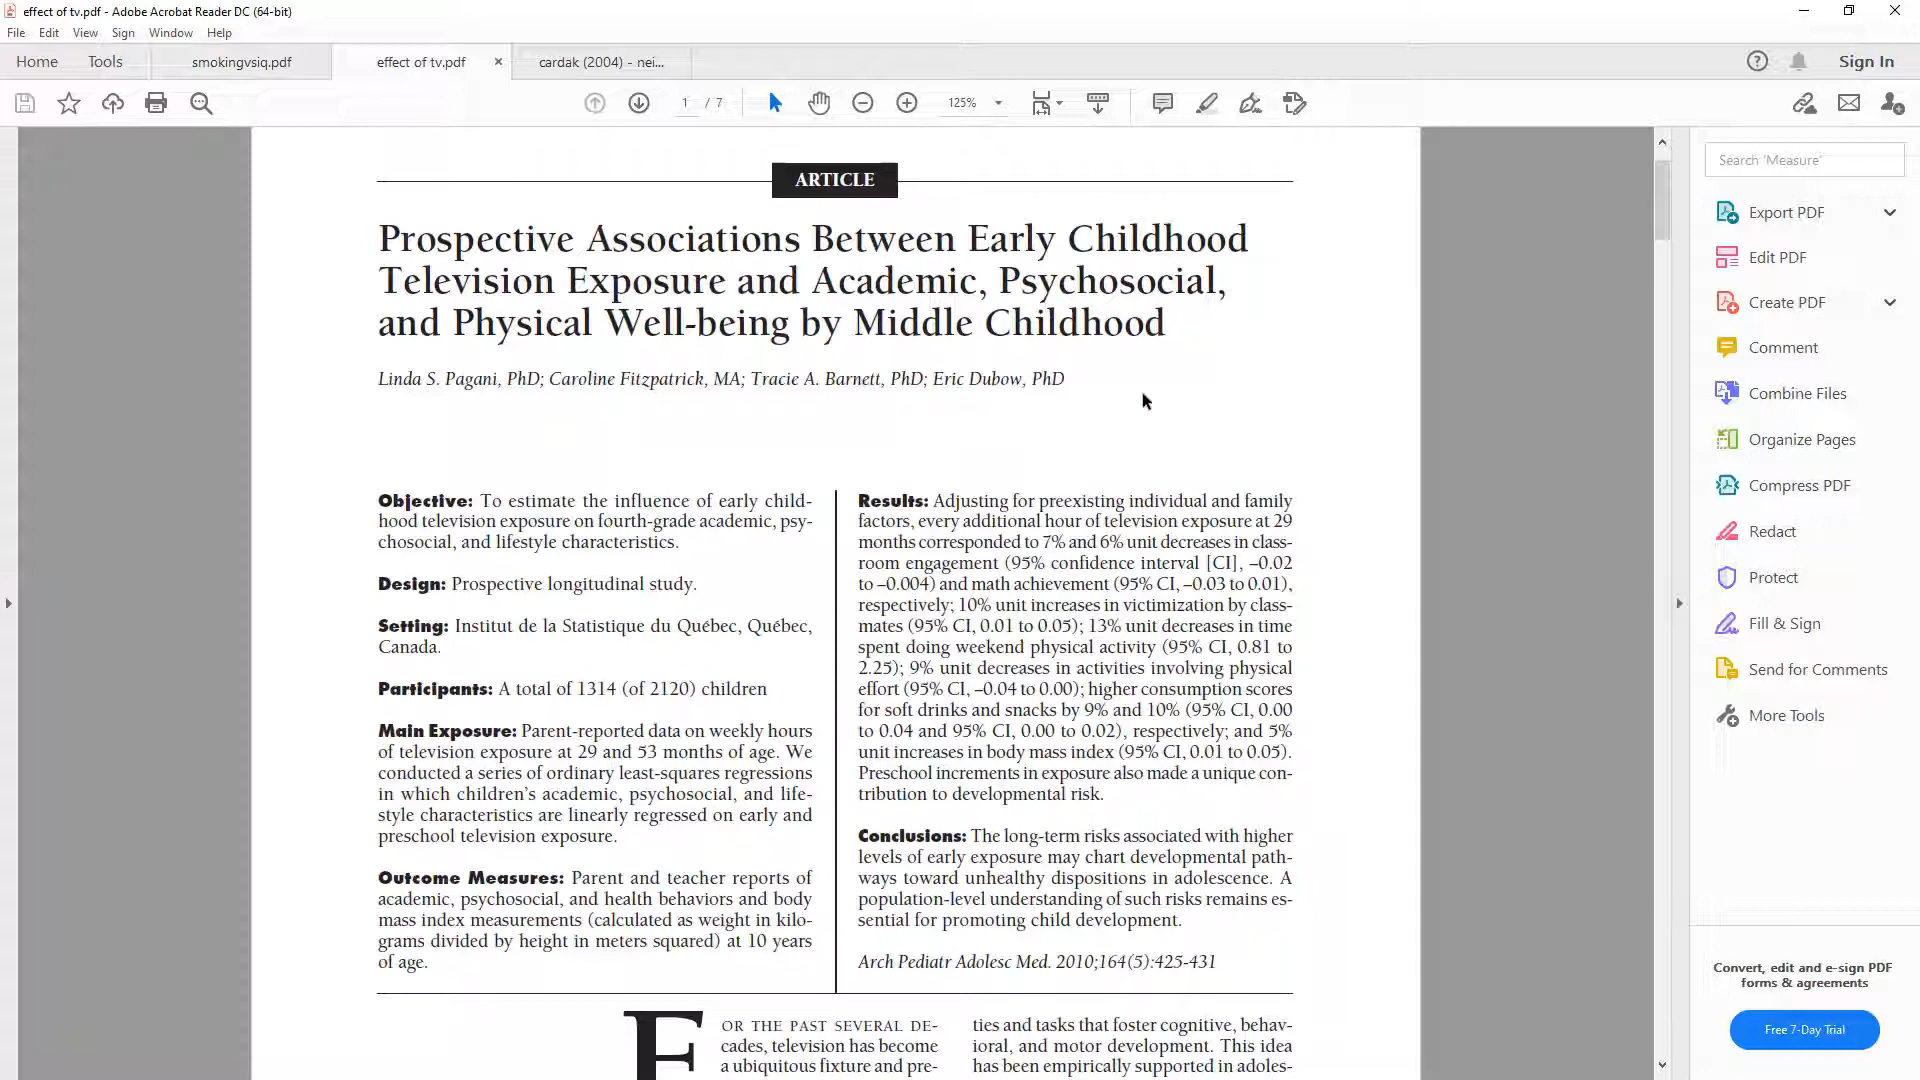 effect of tv.pdf - Adobe Acrobat Reader DC (64-bit)
File Edit View Sign Window Help
Home Tools smokingvsiq.pdf effect of tv.pdf × cardak (2004) - nei... Sign In
1 / 7 125%
ARTICLE
Prospective Associations Between Early Childhood
Television Exposure and Academic, Psychosocial,
and Physical Well-being by Middle Childhood
Linda S. Pagani, PhD; Caroline Fitzpatrick, MA; Tracie A. Barnett, PhD; Eric Dubow, PhD
Objective: To estimate the influence of early child-
hood television exposure on fourth-grade academic, psy-
chosocial, and lifestyle characteristics.
Design: Prospective longitudinal study.
Setting: Institut de la Statistique du Québec, Québec,
Canada.
Participants: A total of 1314 (of 2120) children
Main Exposure: Parent-reported data on weekly hours
of television exposure at 29 and 53 months of age. We
conducted a series of ordinary least-squares regressions
in which children's academic, psychosocial, and life-
style characteristics are linearly regressed on early and
preschool television exposure.
Outcome Measures: Parent and teacher reports of
academic, psychosocial, and health behaviors and body
mass index measurements (calculated as weight in kilo-
grams divided by height in meters squared) at 10 years
of age.
Results: Adjusting for preexisting individual and family
factors, every additional hour of television exposure at 29
months corresponded to 7% and 6% unit decreases in class-
room engagement (95% confidence interval [CI], –0.02
to –0.004) and math achievement (95% CI, –0.03 to 0.01),
respectively; 10% unit increases in victimization by class-
mates (95% CI, 0.01 to 0.05); 13% unit decreases in time
spent doing weekend physical activity (95% CI, 0.81 to
2.25); 9% unit decreases in activities involving physical
effort (95% CI, –0.04 to 0.00); higher consumption scores
for soft drinks and snacks by 9% and 10% (95% CI, 0.00
to 0.04 and 95% CI, 0.00 to 0.02), respectively; and 5%
unit increases in body mass index (95% CI, 0.01 to 0.05).
Preschool increments in exposure also made a unique con-
tribution to developmental risk.
Conclusions: The long-term risks associated with higher
levels of early exposure may chart developmental path-
ways toward unhealthy dispositions in adolescence. A
population-level understanding of such risks remains es-
sential for promoting child development.
Arch Pediatr Adolesc Med. 2010;164(5):425-431
FOR THE PAST SEVERAL DE-
cades, television has become
a ubiquitous fixture and pre-
ties and tasks that foster cognitive, behav-
ioral, and motor development. This idea
has been empirically supported in adoles-
Search 'Measure'
Export PDF
Edit PDF
Create PDF
Comment
Combine Files
Organize Pages
Compress PDF
Redact
Protect
Fill & Sign
Send for Comments
More Tools
Convert, edit and e-sign PDF
forms & agreements
Free 7-Day Trial